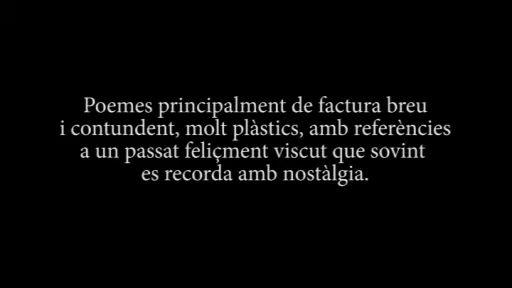 Poemes principalment de factura breu
i contundent, molt plàstics, amb referències
a un passat feliçment viscut que sovint
es recorda amb nostàlgia.